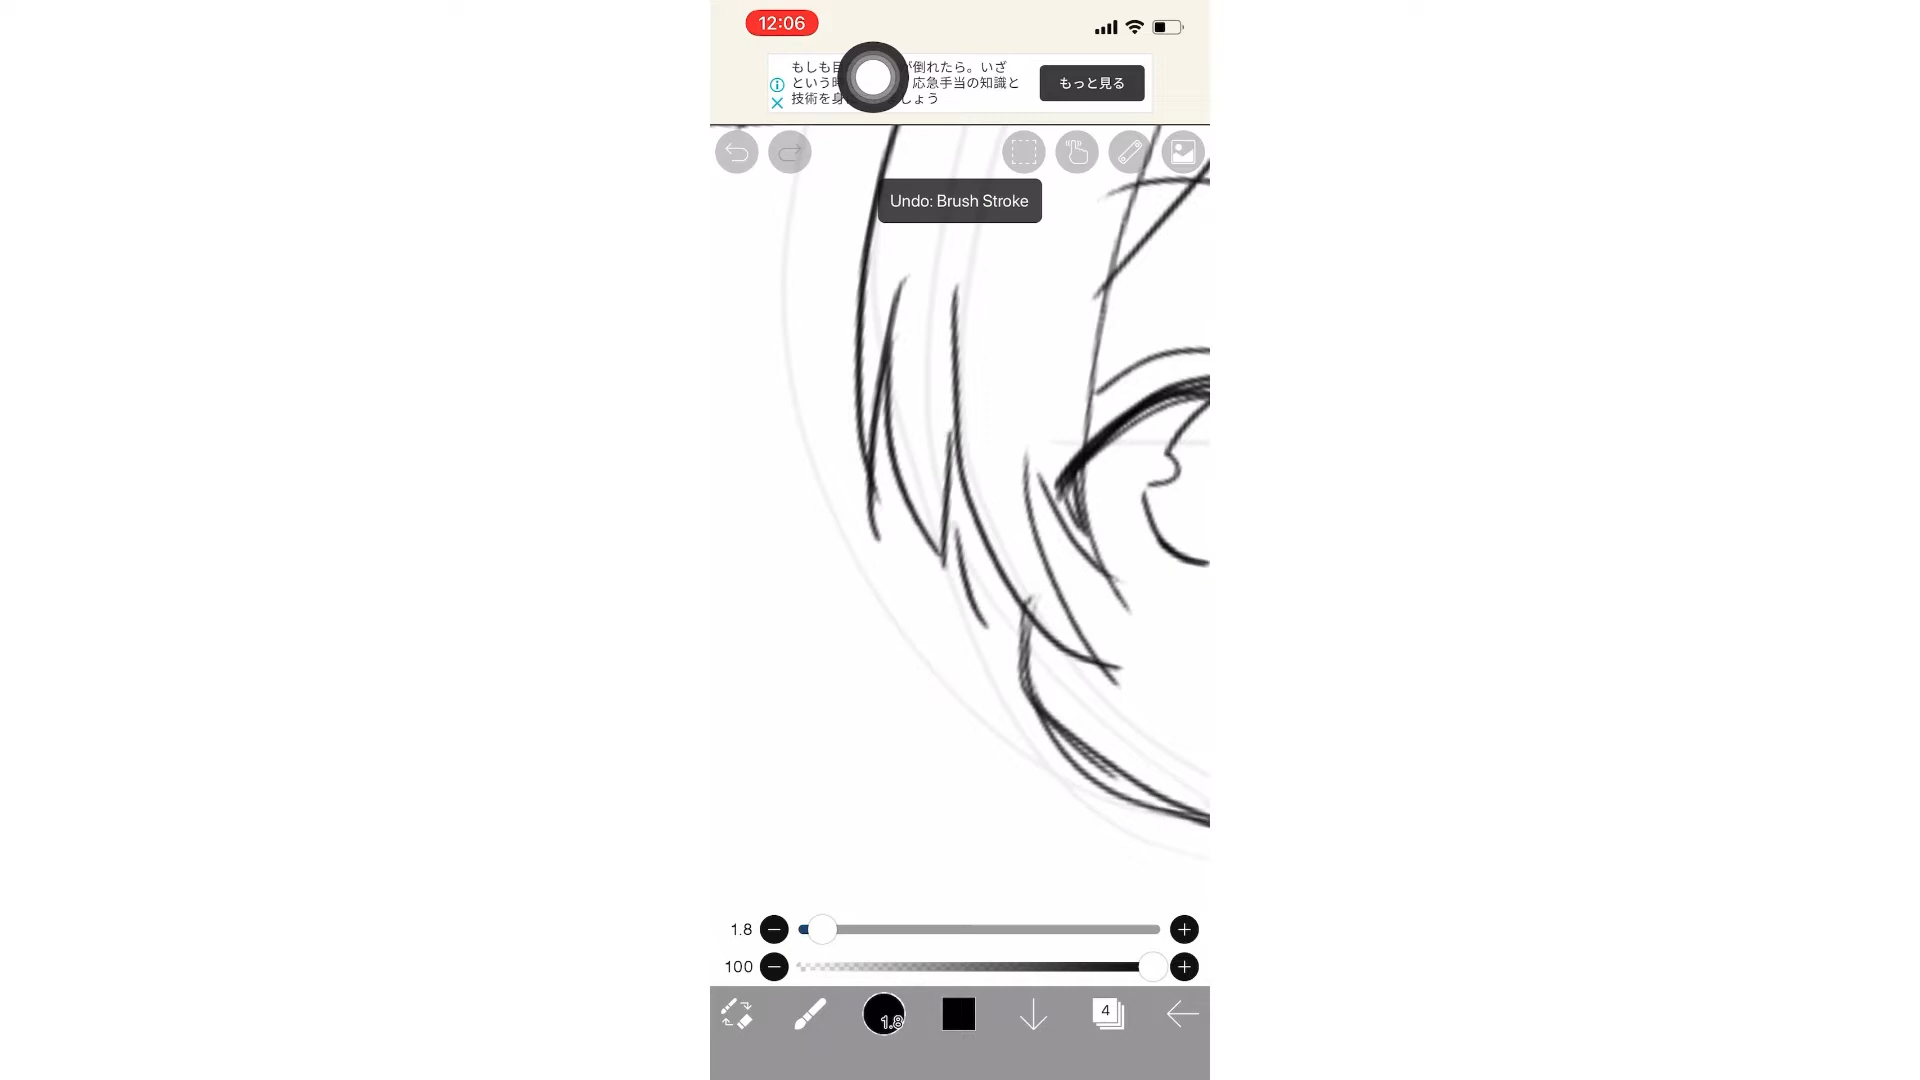 12:06
もしも目 が倒れたら。いざ
という時 応急手当の知識と
技術を身 しょう
もっと見る
Undo: Brush Stroke
1.8
100
1.8
4